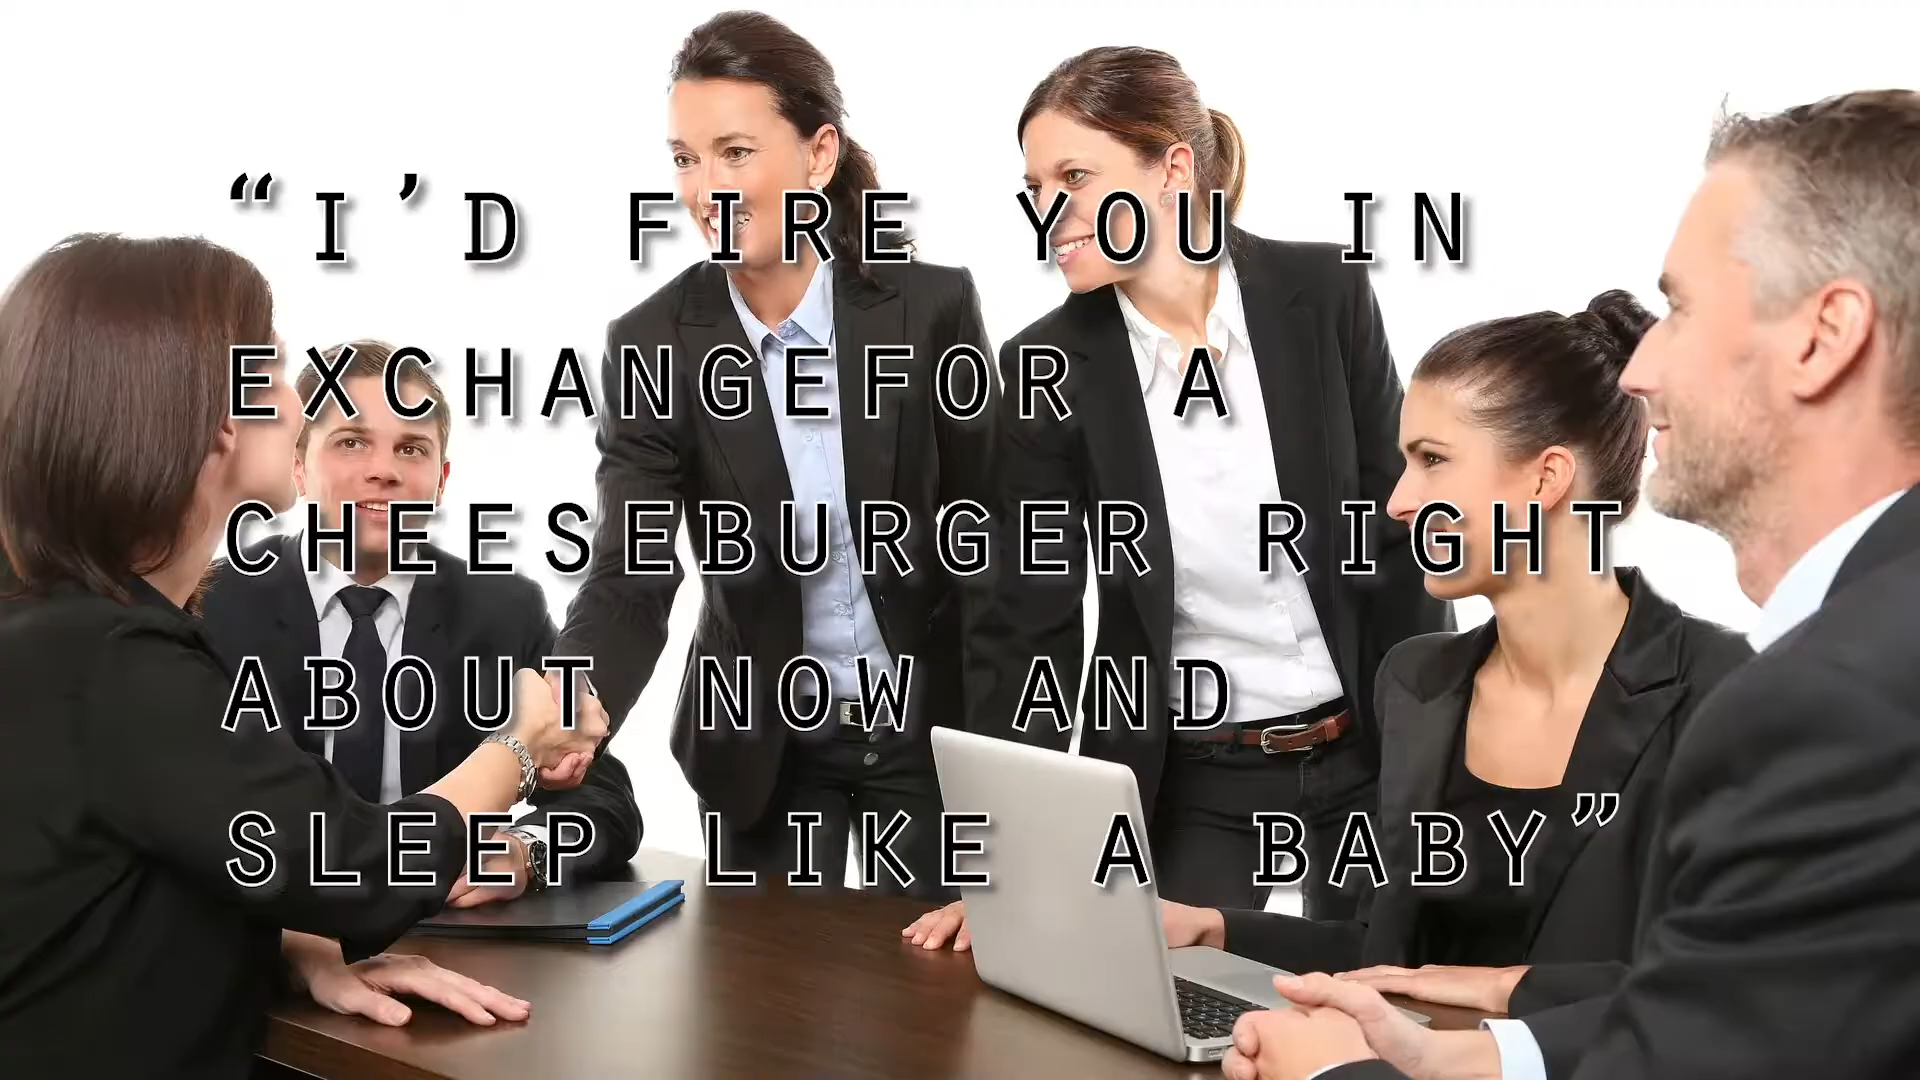 “I’D FIRE YOU IN
EXCHANGEFOR A
CHEESEBURGER RIGHT
ABOUT NOW AND
SLEEP LIKE A BABY”